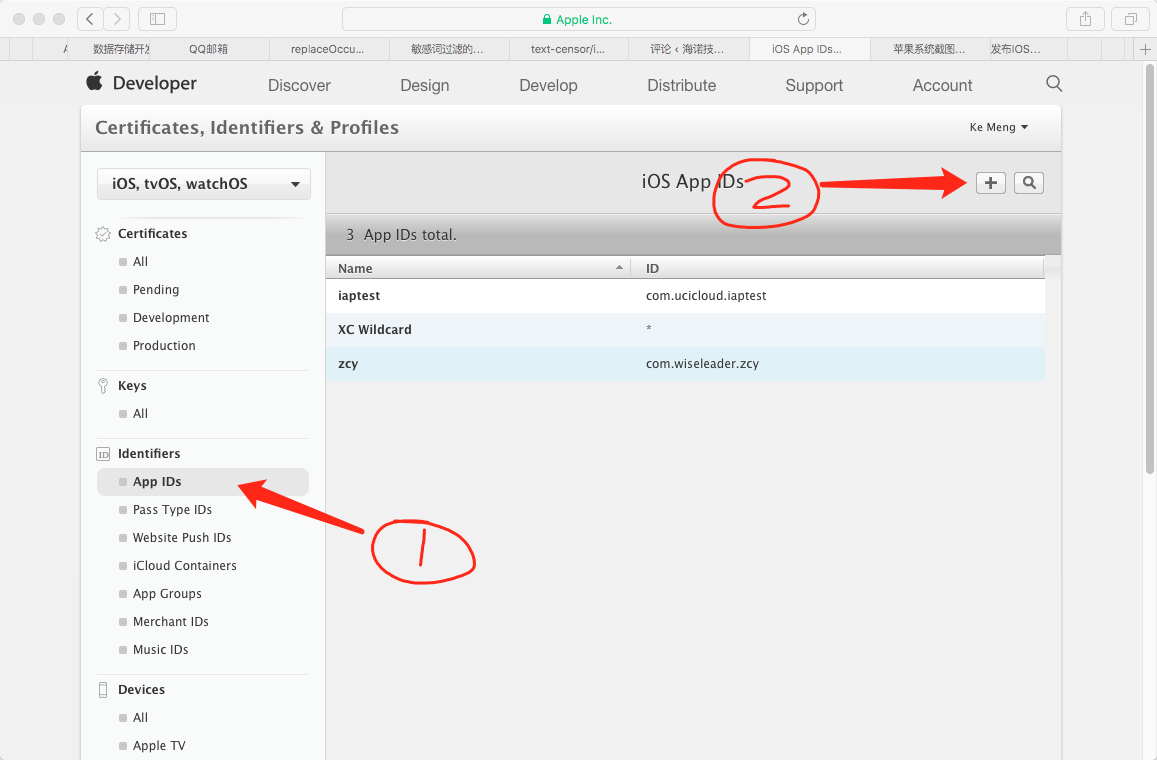 Apple Inc.
数据存储开发
QQ邮箱
replaceOccu...
敏感词过滤的...
text-censor/i...
评论 ‹ 海诺技...
iOS App IDs...
苹果系统截图...
发布IOS...
Developer
Discover
Design
Develop
Distribute
Support
Account
Certificates, Identifiers & Profiles
Ke Meng
iOS, tvOS, watchOS
iOS App IDs
2
3 App IDs total.
Certificates
All
Pending
Development
Production
Keys
All
Identifiers
App IDs
Pass Type IDs
Website Push IDs
iCloud Containers
App Groups
Merchant IDs
Music IDs
Devices
All
Apple TV
Name ID
iaptest com.ucicloud.iaptest
XC Wildcard *
zcy com.wiseleader.zcy
1